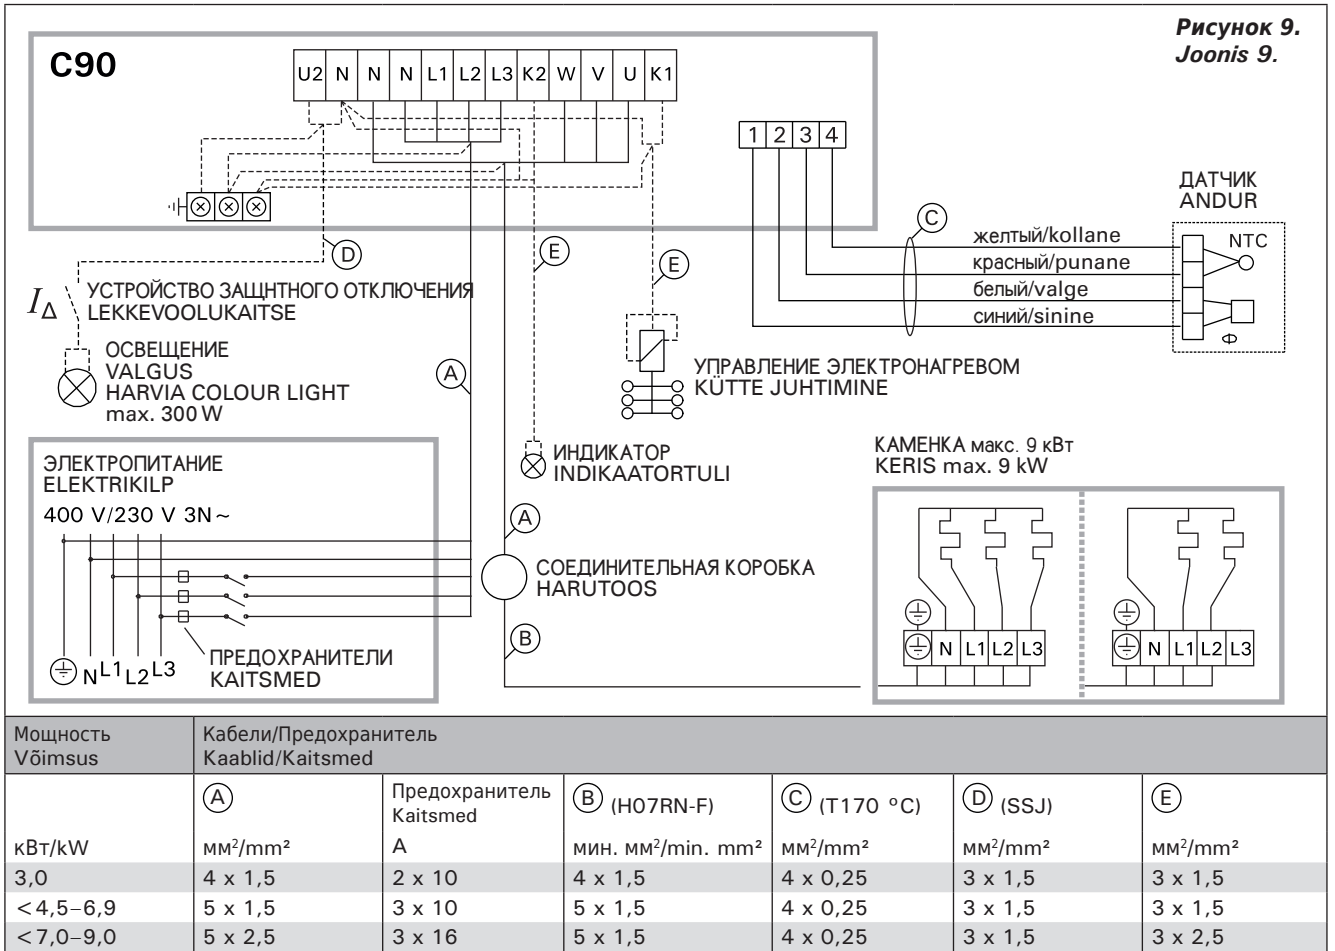 Рисунок 9.
Joonis 9.
C90
U2 N N N L1 L2 L3 K2 W V U K1
1 2 3 4
ДАТЧИК
ANDUR
C
желтый/kollane
NTC
красный/punane
белый/valge
синий/sinine
D
E
E
I∆
УСТРОЙСТВО ЗАЩНТНОГО ОТКЛЮЧЕНИЯ
LEKKEVOOLUKAITSE
ОСВЕЩЕНИЕ
VALGUS
HARVIA COLOUR LIGHT
max. 300 W
A
УПРАВЛЕНИЕ ЭЛЕКТРОНАГРЕВОМ
KÜTTE JUHTIMINE
ИНДИКАТОР
INDIKAATORTULI
КАМЕНКА макс. 9 кВт
KERIS max. 9 kW
ЭЛЕКТРОПИТАНИЕ
ELEKTRIKILP
400 V/230 V 3N~
A
СОЕДИНИТЕЛЬНАЯ КОРОБКА
HARUTOOS
B
N L1 L2 L3
N L1 L2 L3
N L1 L2 L3
ПРЕДОХРАНИТЕЛИ
KAITSMED
Мощность Кабели/Предохранитель
Võimsus Kaablid/Kaitsmed
A Предохранитель B (H07RN-F) C (T170 °C) D (SSJ) E
Kaitsmed
кВт/kW мм²/mm² A мин. мм²/min. mm² мм²/mm² мм²/mm² мм²/mm²
3,0 4 x 1,5 2 x 10 4 x 1,5 4 x 0,25 3 x 1,5 3 x 1,5
<4,5–6,9 5 x 1,5 3 x 10 5 x 1,5 4 x 0,25 3 x 1,5 3 x 1,5
<7,0–9,0 5 x 2,5 3 x 16 5 x 1,5 4 x 0,25 3 x 1,5 3 x 2,5